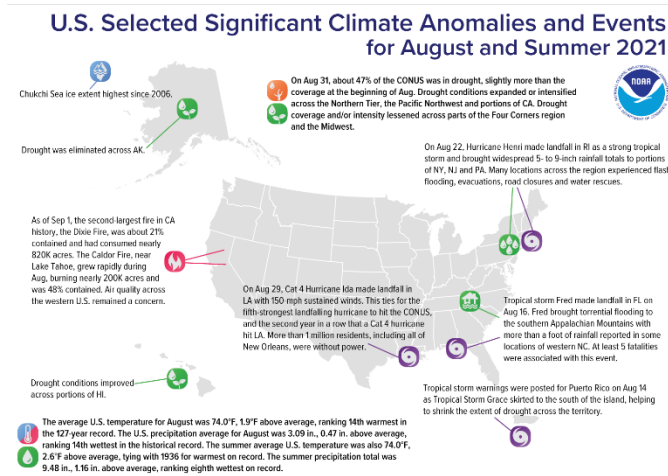 U.S. Selected Significant Climate Anomalies and Events
for August and Summer 2021
NOAA
Chukchi Sea ice extent highest since 2006.
Drought was eliminated across AK.
On Aug 31, about 47% of the CONUS was in drought, slightly more than the
coverage at the beginning of Aug. Drought conditions expanded or intensified
across the Northern Tier, the Pacific Northwest and portions of CA. Drought
coverage and/or intensity lessened across parts of the Four Corners region
and the Midwest.
On Aug 22, Hurricane Henri made landfall in RI as a strong tropical
storm and brought widespread 5- to 9-inch rainfall totals to portions
of NY, NJ and PA. Many locations across the region experienced flash
flooding, evacuations, road closures and water rescues.
As of Sep 1, the second-largest fire in CA
history, the Dixie Fire, was about 21%
contained and had consumed nearly
820K acres. The Caldor Fire, near
Lake Tahoe, grew rapidly during
Aug, burning nearly 200K acres and
was 48% contained. Air quality across
the western U.S. remained a concern.
On Aug 29, Cat 4 Hurricane Ida made landfall in
LA with 150 mph sustained winds. This ties for the
fifth-strongest landfalling hurricane to hit the CONUS,
and the second year in a row that a Cat 4 hurricane
hit LA. More than 1 million residents, including all of
New Orleans, were without power.
Tropical storm Fred made landfall in FL on
Aug 16. Fred brought torrential flooding to
the southern Appalachian Mountains with
more than a foot of rainfall reported in some
locations of western NC. At least 5 fatalities
were associated with this event.
Drought conditions improved
across portions of HI.
Tropical storm warnings were posted for Puerto Rico on Aug 14
as Tropical Storm Grace skirted to the south of the island, helping
to shrink the extent of drought across the territory.
The average U.S. temperature for August was 74.0°F, 1.9°F above average, ranking 14th warmest in
the 127-year record. The U.S. precipitation average for August was 3.09 in., 0.47 in. above average,
ranking 14th wettest in the historical record. The summer average U.S. temperature was also 74.0°F,
2.6°F above average, tying with 1936 for warmest on record. The summer precipitation total was
9.48 in., 1.16 in. above average, ranking eighth wettest on record.